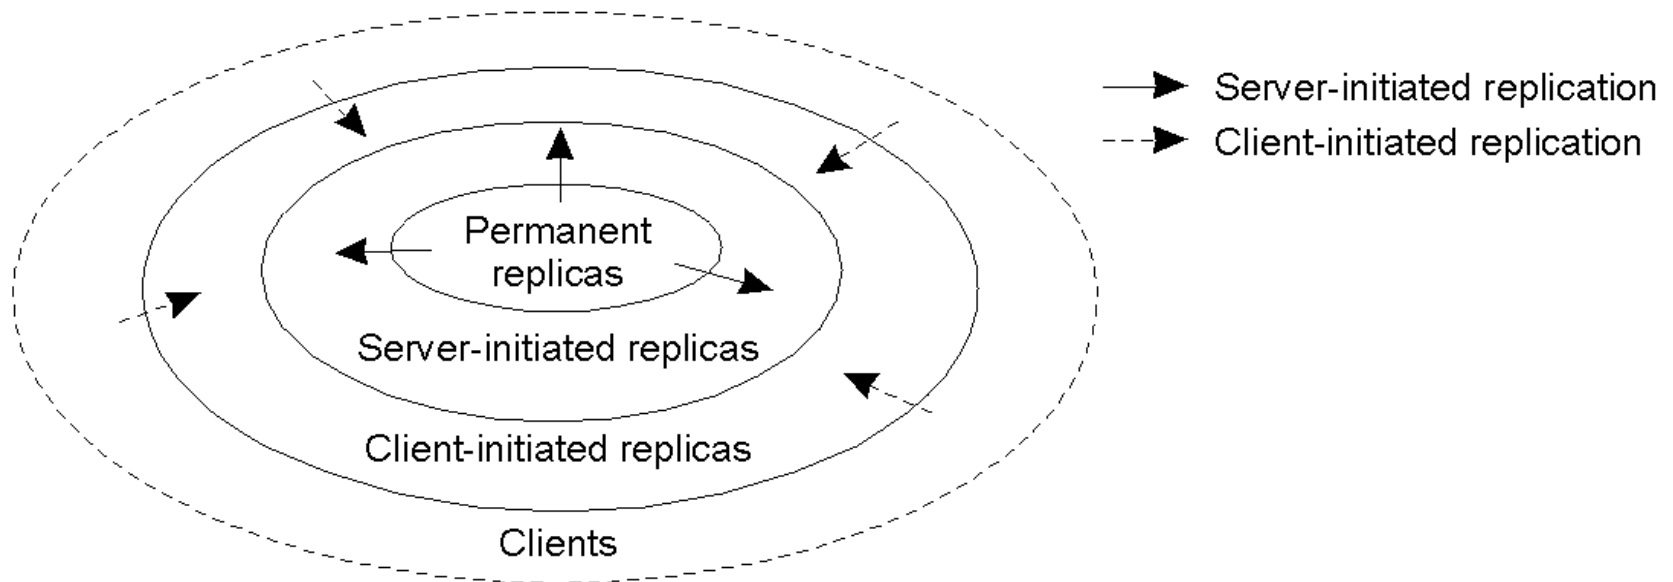 Server-initiated replication
Client-initiated replication
Permanent
replicas
Server-initiated replicas
Client-initiated replicas
Clients